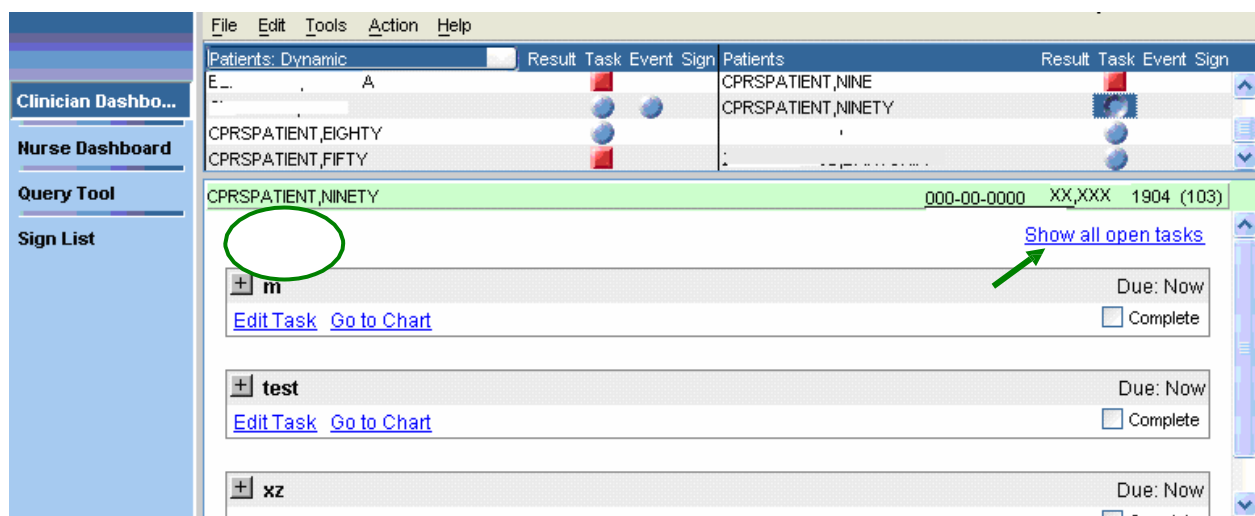 File Edit Tools Action Help
Patients: Dynamic Result Task Event Sign Patients Result Task Event Sign
A CPRSPATIENT,NINE
CPRSPATIENT,NINETY
CPRSPATIENT,EIGHTY
CPRSPATIENT,FIFTY
Clinician Dashbo...
Nurse Dashboard
Query Tool
Sign List
CPRSPATIENT,NINETY 000-00-0000 XX,XXX 1904 (103)
Show all open tasks
m Due: Now
Edit Task Go to Chart Complete
test Due: Now
Edit Task Go to Chart Complete
xz Due: Now